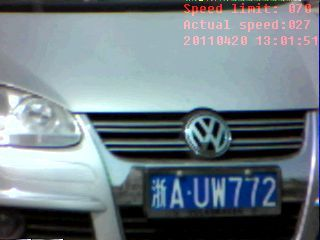 Speed limit: 070
Actual speed:027
20110420 13:01:51
浙A·UW772